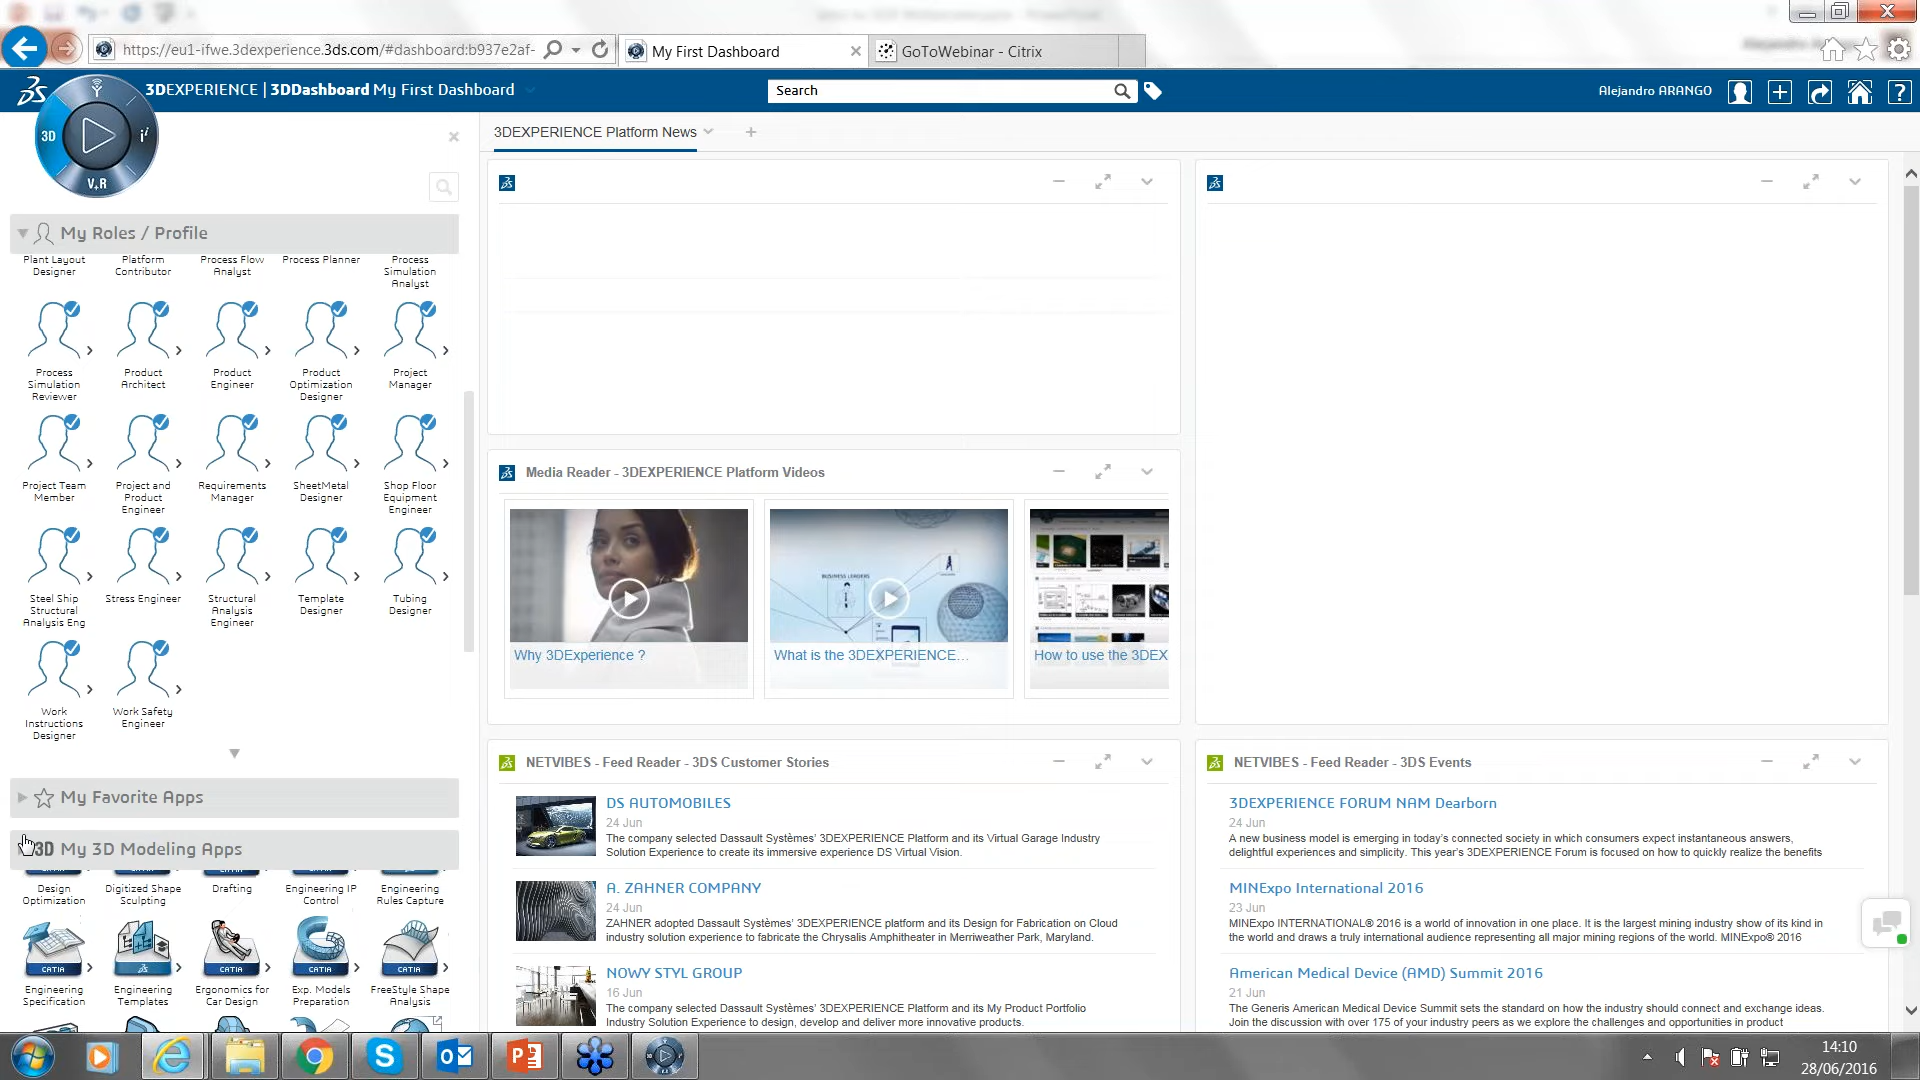 https://eu1-ifwe.3dexperience.3ds.com/#dashboard:b937e2af-
My First Dashboard
GoToWebinar - Citrix
3DEXPERIENCE | 3DDashboard My First Dashboard
Search
Alejandro ARANGO
3D
i
V+R
3DEXPERIENCE Platform News
My Roles / Profile
Plant Layout
Designer
Platform
Contributor
Process Flow
Analyst
Process Planner
Process
Simulation
Analyst
Process
Simulation
Reviewer
Product
Architect
Product
Engineer
Product
Optimization
Designer
Project
Manager
Project Team
Member
Project and
Product
Engineer
Requirements
Manager
SheetMetal
Designer
Shop Floor
Equipment
Engineer
Steel Ship
Structural
Analysis Eng
Stress Engineer
Structural
Analysis
Engineer
Template
Designer
Tubing
Designer
Work
Instructions
Designer
Work Safety
Engineer
My Favorite Apps
3D My 3D Modeling Apps
Design
Optimization
Digitized Shape
Sculpting
Drafting
Engineering IP
Control
Engineering
Rules Capture
CATIA
CATIA
CATIA
CATIA
Engineering
Specification
Engineering
Templates
Ergonomics for
Car Design
Exp. Models
Preparation
FreeStyle Shape
Analysis
Media Reader - 3DEXPERIENCE Platform Videos
BUSINESS LEADERS
Why 3DExperience ?
What is the 3DEXPERIENCE...
How to use the 3DEX
NETVIBES - Feed Reader - 3DS Customer Stories
DS AUTOMOBILES
24 Jun
The company selected Dassault Systèmes' 3DEXPERIENCE Platform and its Virtual Garage Industry
Solution Experience to create its immersive experience DS Virtual Vision.
A. ZAHNER COMPANY
24 Jun
ZAHNER adopted Dassault Systèmes' 3DEXPERIENCE platform and its Design for Fabrication on Cloud
industry solution experience to fabricate the Chrysalis Amphitheater in Merriweather Park, Maryland.
NOWY STYL GROUP
16 Jun
The company selected Dassault Systèmes' 3DEXPERIENCE Platform and its My Product Portfolio
Industry Solution Experience to design, develop and deliver more innovative products.
NETVIBES - Feed Reader - 3DS Events
3DEXPERIENCE FORUM NAM Dearborn
24 Jun
A new business model is emerging in today's connected society in which consumers expect instantaneous answers,
delightful experiences and simplicity. This year's 3DEXPERIENCE Forum is focused on how to quickly realize the benefits
MINExpo International 2016
23 Jun
MINExpo INTERNATIONAL® 2016 is a world of innovation in one place. It is the largest mining industry show of its kind in
the world and draws a truly international audience representing all major mining regions of the world. MINExpo® 2016
American Medical Device (AMD) Summit 2016
21 Jun
The Generis American Medical Device Summit sets the standard on how the industry should connect and exchange ideas.
Join the discussion with over 175 of your industry peers as we explore the challenges and opportunities in product
14:10
28/06/2016